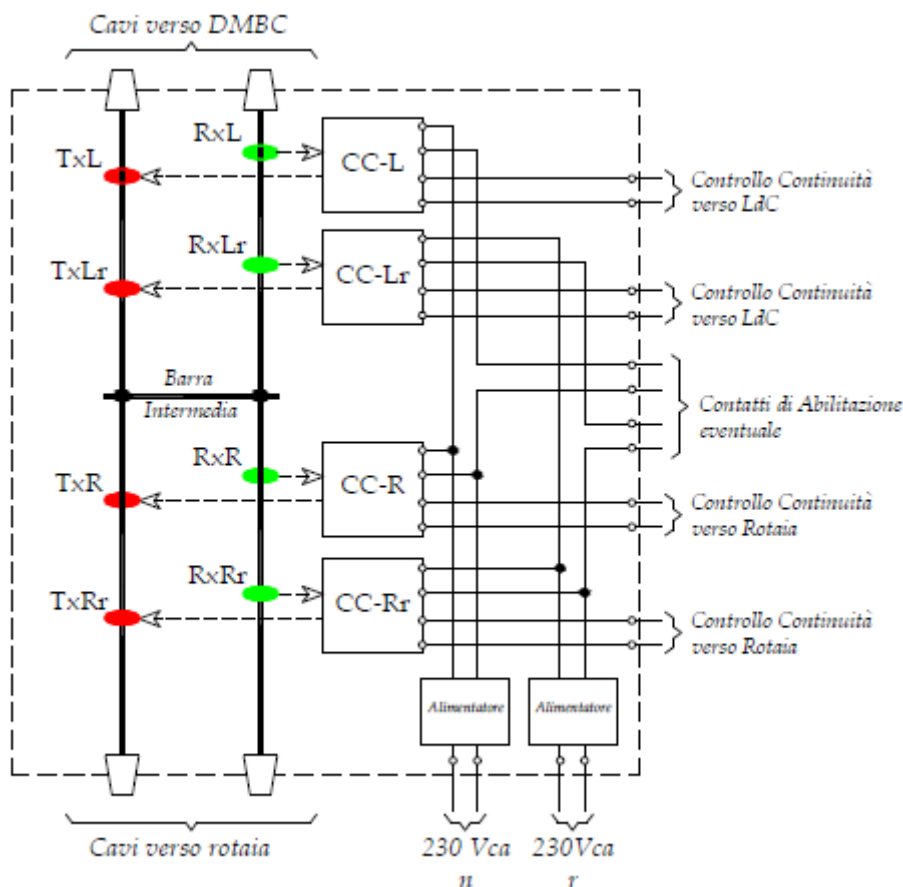 Cavi verso DMBC
RxL
TxL
CC-L
Controllo Continuità
verso LdC
RxLr
TxLr
CC-Lr
Controllo Continuità
verso LdC
Barra
Intermedia
Contatti di Abilitazione
eventuale
RxR
TxR
CC-R
Controllo Continuità
verso Rotaia
RxRr
TxRr
CC-Rr
Controllo Continuità
verso Rotaia
Alimentatore
Alimentatore
Cavi verso rotaia
230 Vca
n
230Vca
r